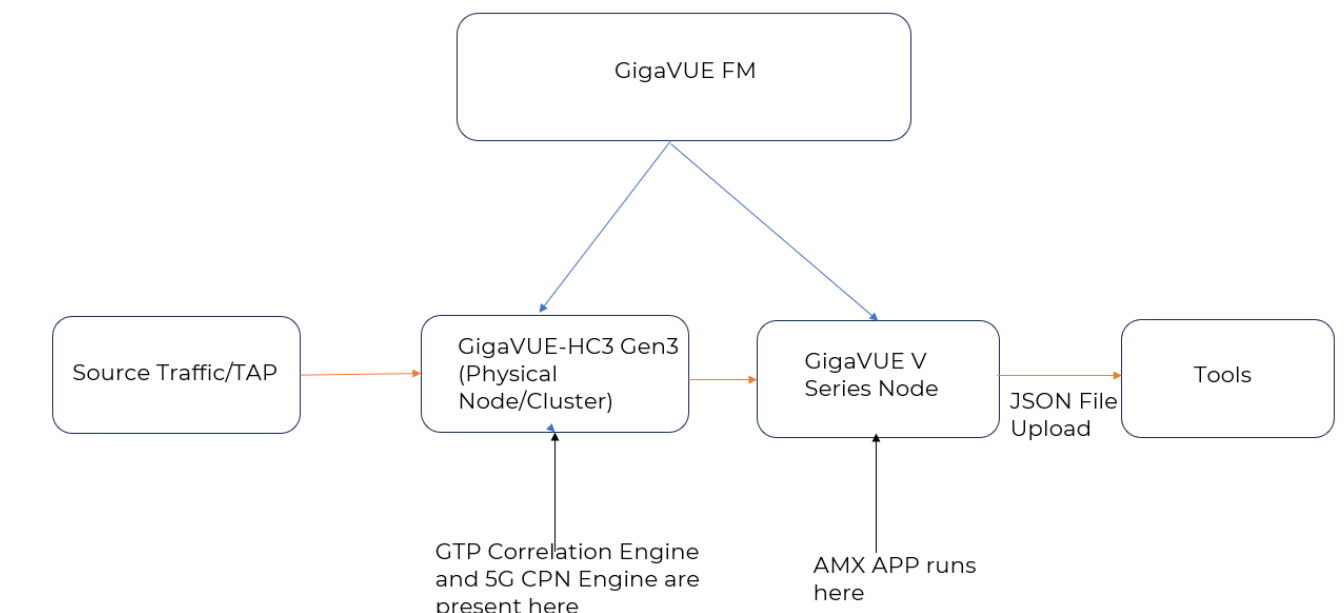 GigaVUE FM
Source Traffic/TAP
GigaVUE-HC3 Gen3
(Physical
Node/Cluster)
GigaVUE V
Series Node
JSON File
Upload
Tools
GTP Correlation Engine
and 5G CPN Engine are
present here
AMX APP runs
here